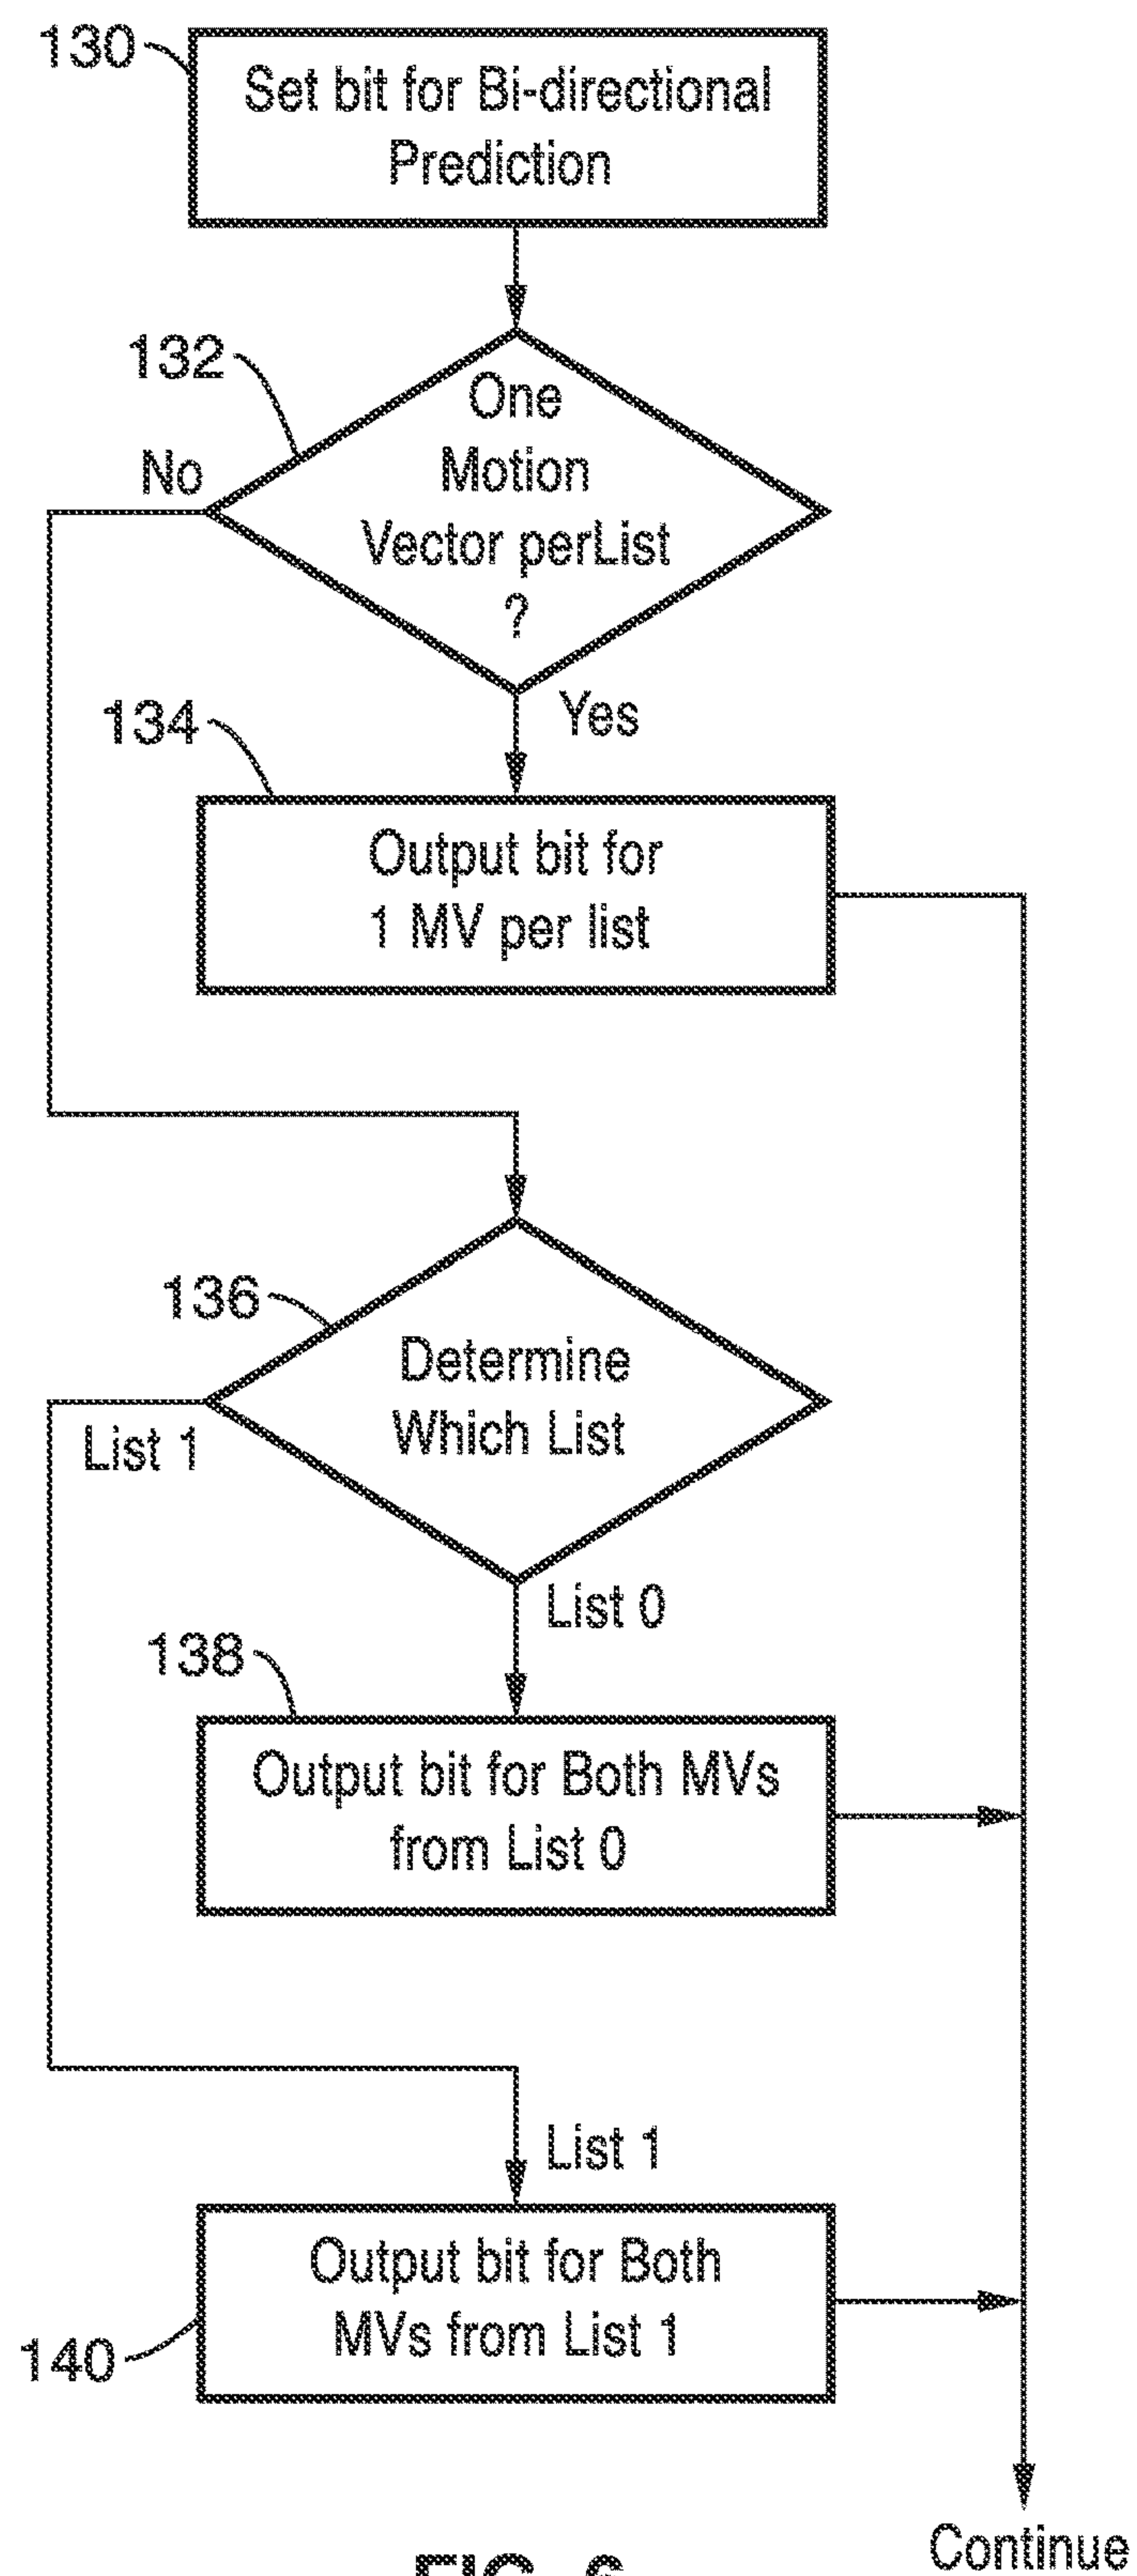 130
Set bit for Bi-directional
Prediction
132
One
Motion
Vector perList
?
No
Yes
134
Output bit for
1 MV per list
136
Determine
Which List
List 1
List 0
138
Output bit for Both MVs
from List 0
List 1
Output bit for Both
MVs from List 1
140
Continue